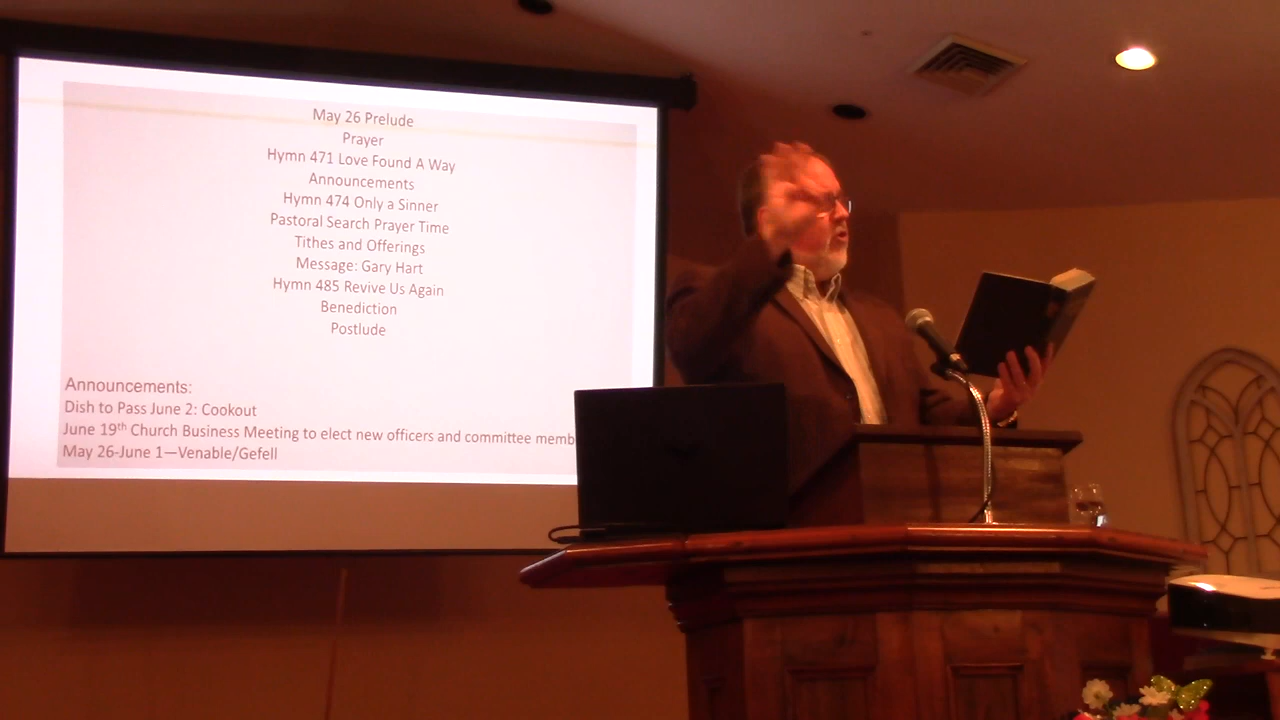 May 26 Prelude
Prayer
Hymn 471 Love Found A Way
Announcements
Hymn 474 Only a Sinner
Pastoral Search Prayer Time
Tithes and Offerings
Message: Gary Hart
Hymn 485 Revive Us Again
Benediction
Postlude
Announcements:
Dish to Pass June 2: Cookout
June 19th Church Business Meeting to elect new officers and committee memb
May 26-June 1—Venable/Gefell